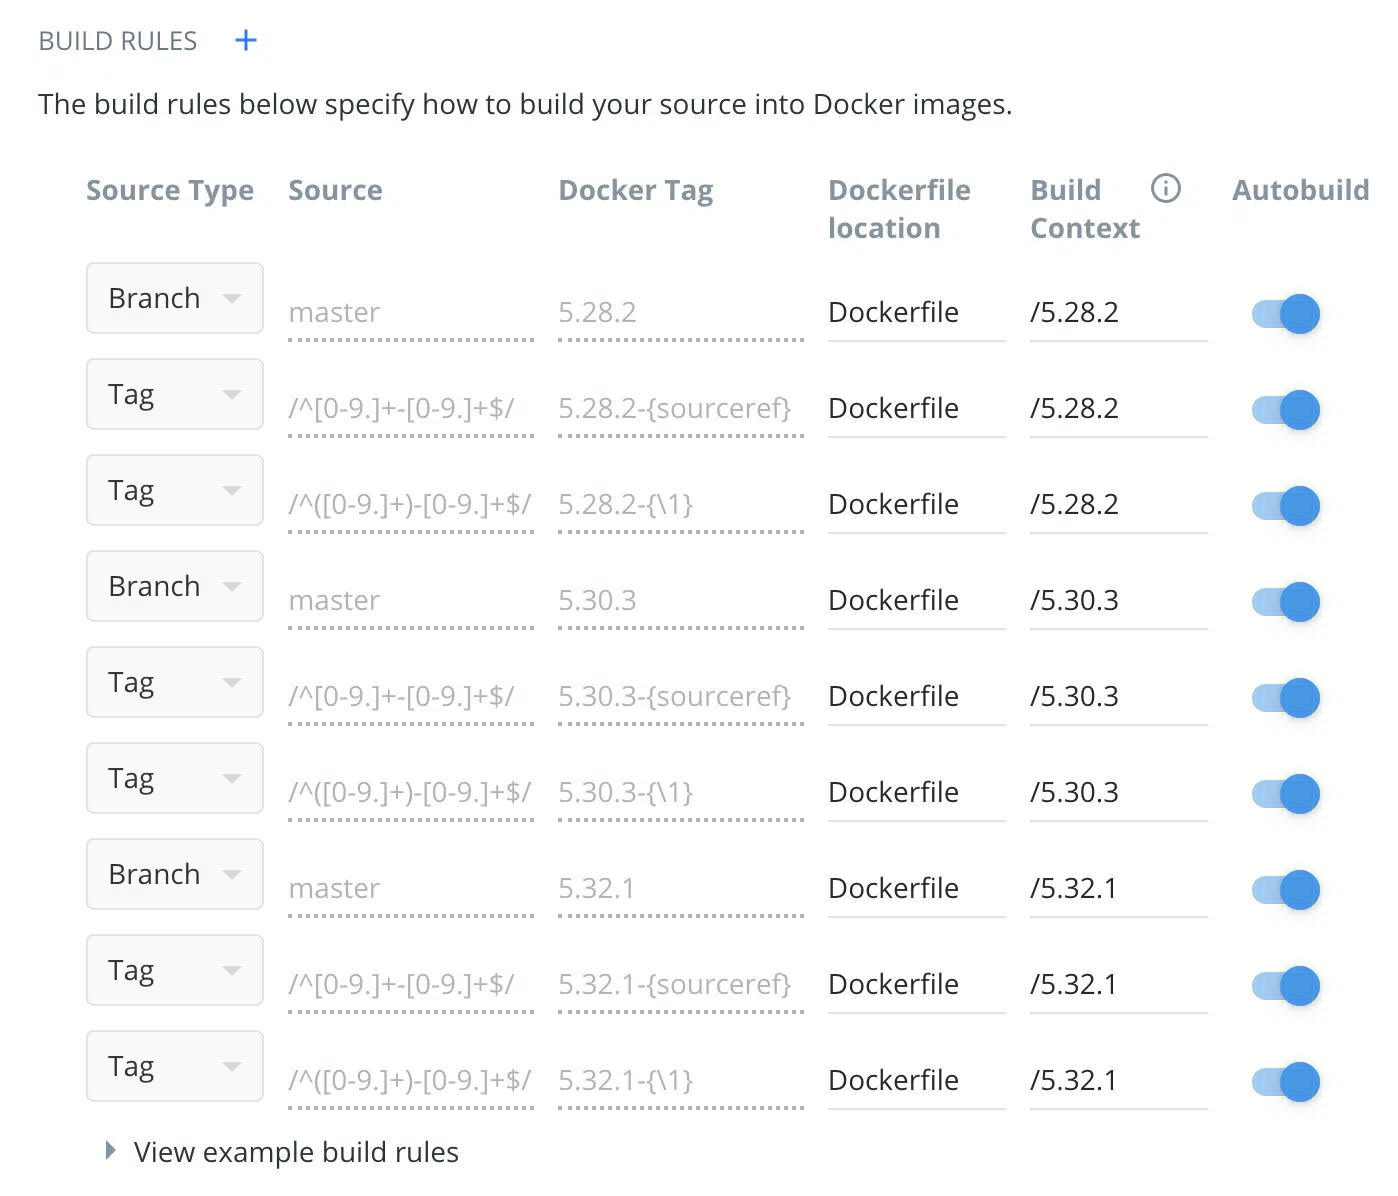 BUILD RULES +
The build rules below specify how to build your source into Docker images.
Source Type Source Docker Tag Dockerfile location Build Context Autobuild
Branch master 5.28.2 Dockerfile /5.28.2
Tag /^[0-9.]+-[0-9.]+$/ 5.28.2-{sourceref} Dockerfile /5.28.2
Tag /^([0-9.]+)-[0-9.]+$/ 5.28.2-{\1} Dockerfile /5.28.2
Branch master 5.30.3 Dockerfile /5.30.3
Tag /^[0-9.]+-[0-9.]+$/ 5.30.3-{sourceref} Dockerfile /5.30.3
Tag /^([0-9.]+)-[0-9.]+$/ 5.30.3-{\1} Dockerfile /5.30.3
Branch master 5.32.1 Dockerfile /5.32.1
Tag /^[0-9.]+-[0-9.]+$/ 5.32.1-{sourceref} Dockerfile /5.32.1
Tag /^([0-9.]+)-[0-9.]+$/ 5.32.1-{\1} Dockerfile /5.32.1
View example build rules